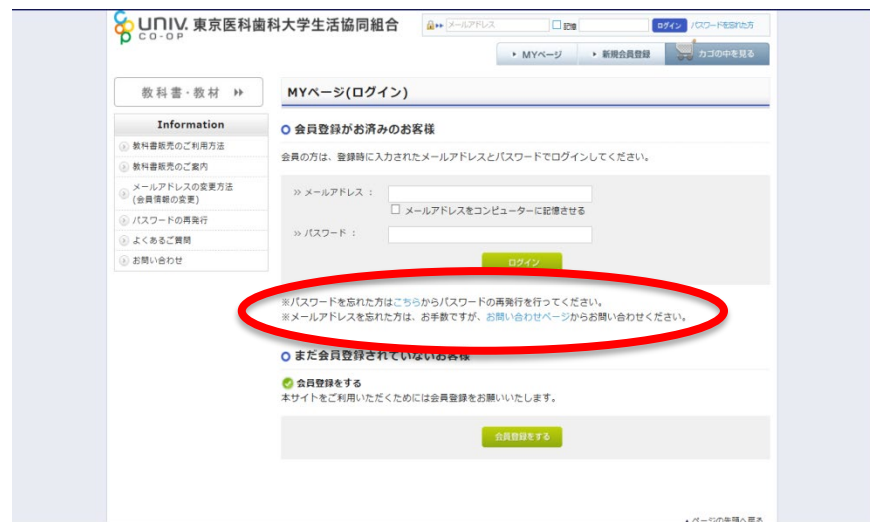 UNIV. 東京医科歯科大学生活協同組合
CO-OP
メールアドレス 記憶 ログイン パスワードを忘れた方
MYページ 新規会員登録 カゴの中を見る
教科書・教材
Information
教科書販売のご利用方法
教科書販売のご案内
メールアドレスの変更方法
(会員情報の変更)
パスワードの再発行
よくあるご質問
お問い合わせ
MYページ(ログイン)
会員登録がお済みのお客様
会員の方は、登録時に入力されたメールアドレスとパスワードでログインしてください。
≫ メールアドレス :
メールアドレスをコンピューターに記憶させる
≫ パスワード :
ログイン
※パスワードを忘れた方はこちらからパスワードの再発行を行ってください。
※メールアドレスを忘れた方は、お手数ですが、お問い合わせページからお問い合わせください。
まだ会員登録されていないお客様
会員登録をする
本サイトをご利用いただくためには会員登録をお願いいたします。
会員登録をする
ページの先頭へ戻る